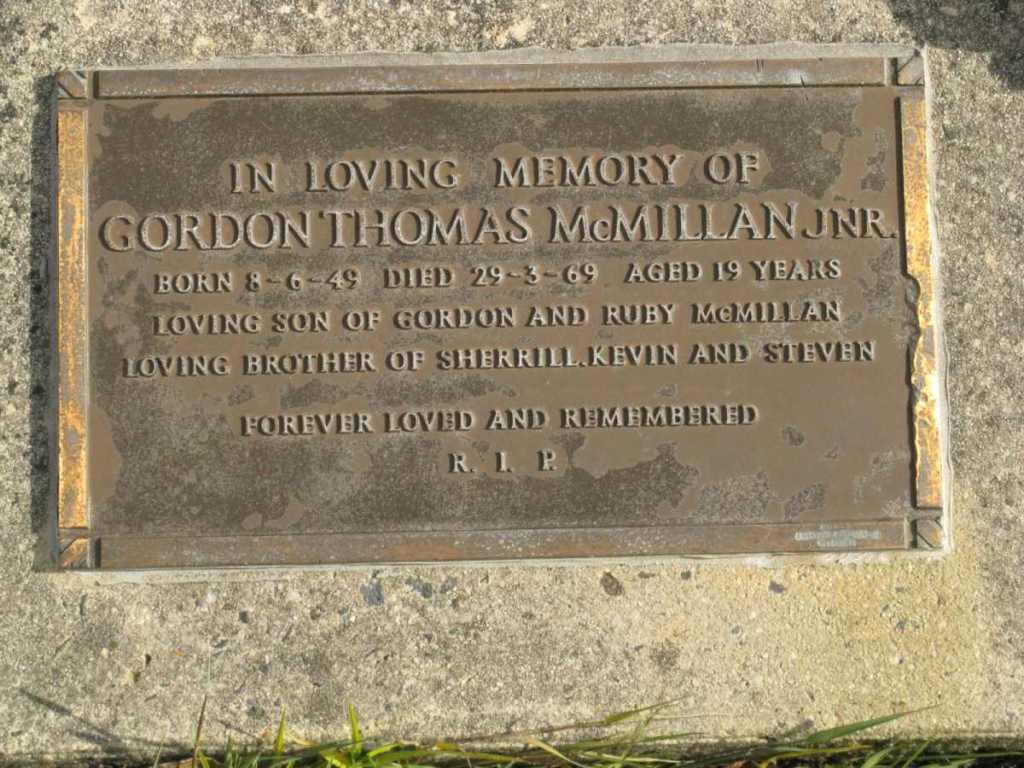 IN LOVING MEMORY OF
GORDON THOMAS McMILLAN JNR.
BORN 8-6-49 DIED 29-3-69 AGED 19 YEARS
LOVING SON OF GORDON AND RUBY McMILLAN
LOVING BROTHER OF SHERRILL, KEVIN AND STEVEN
FOREVER LOVED AND REMEMBERED
R. I. P.